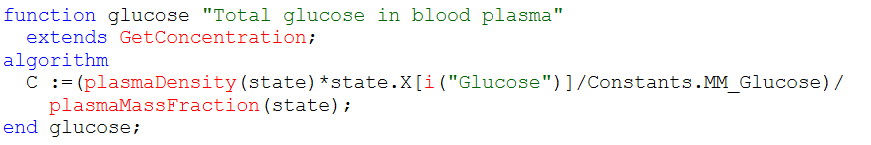 function glucose "Total glucose in blood plasma"
extends GetConcentration;
algorithm
C :=(plasmaDensity(state)*state.X[i("Glucose")]/Constants.MM_Glucose)/
plasmaMassFraction(state);
end glucose;